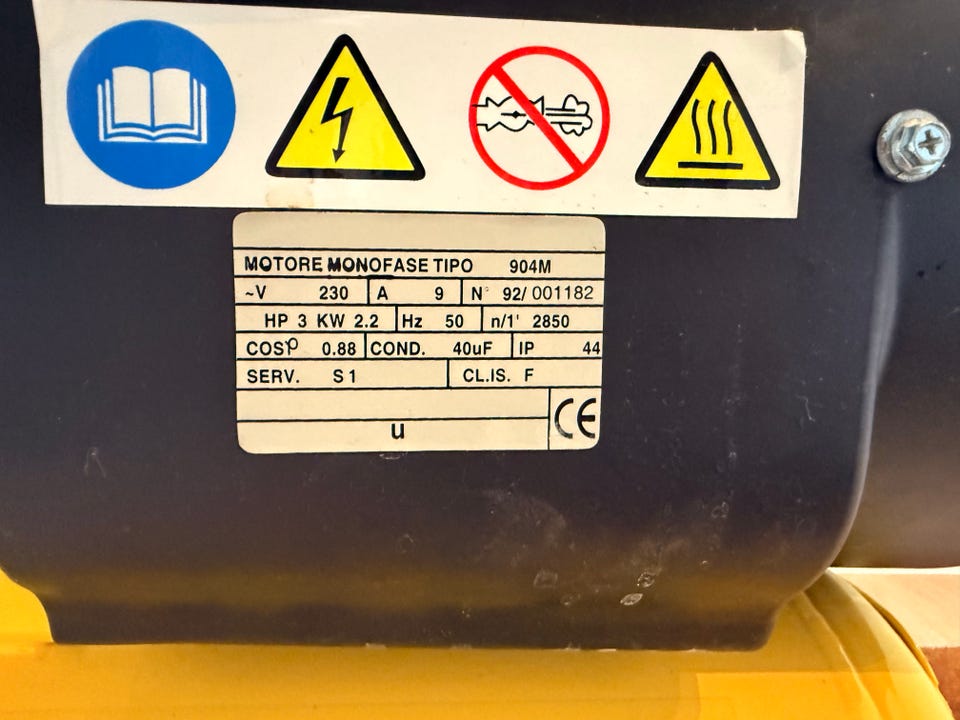 MOTORE MONOFASE TIPO 904M
~V 230 A 9 N° 92/ 001182
HP 3 KW 2.2 Hz 50 n/1' 2850
COSρ 0.88 COND. 40uF IP 44
SERV. S1 CL.IS. F
u CE